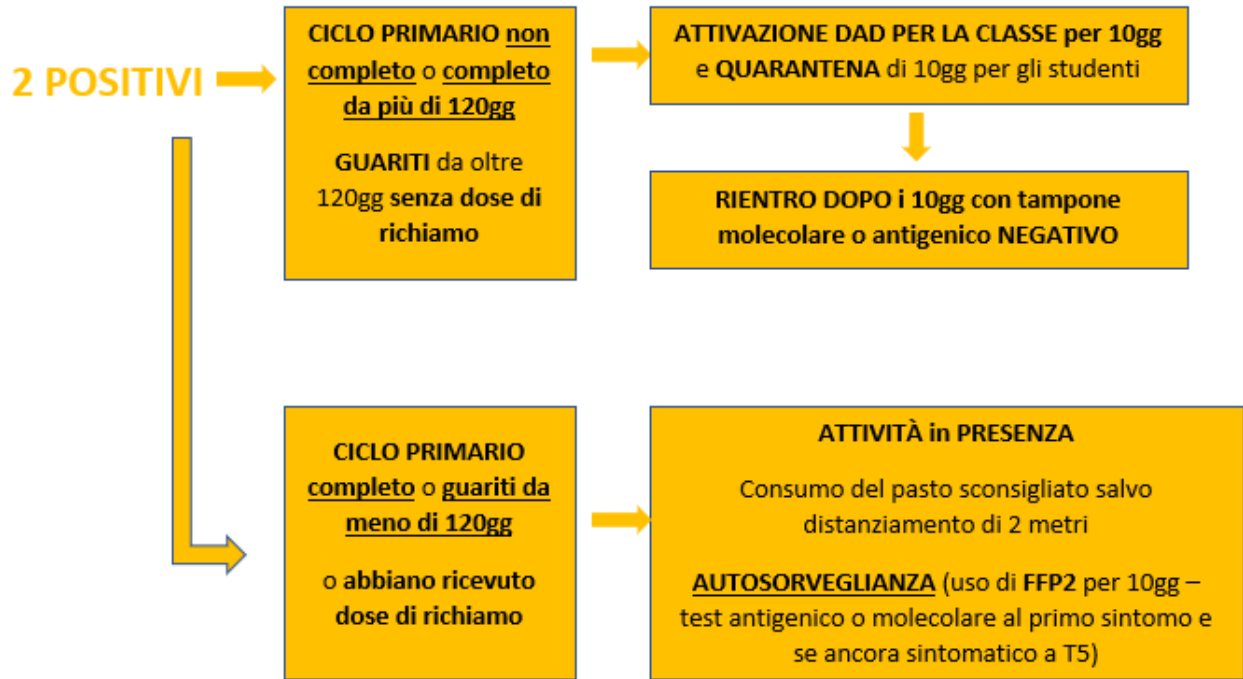 2 POSITIVI
CICLO PRIMARIO non
completo o completo
da più di 120gg
GUARITI da oltre
120gg senza dose di
richiamo
ATTIVAZIONE DAD PER LA CLASSE per 10gg
e QUARANTENA di 10gg per gli studenti
RIENTRO DOPO i 10gg con tampone
molecolare o antigenico NEGATIVO
CICLO PRIMARIO
completo o guariti da
meno di 120gg
o abbiano ricevuto
dose di richiamo
ATTIVITÀ in PRESENZA
Consumo del pasto sconsigliato salvo
distanziamento di 2 metri
AUTOSORVEGLIANZA (uso di FFP2 per 10gg –
test antigenico o molecolare al primo sintomo e
se ancora sintomatico a T5)